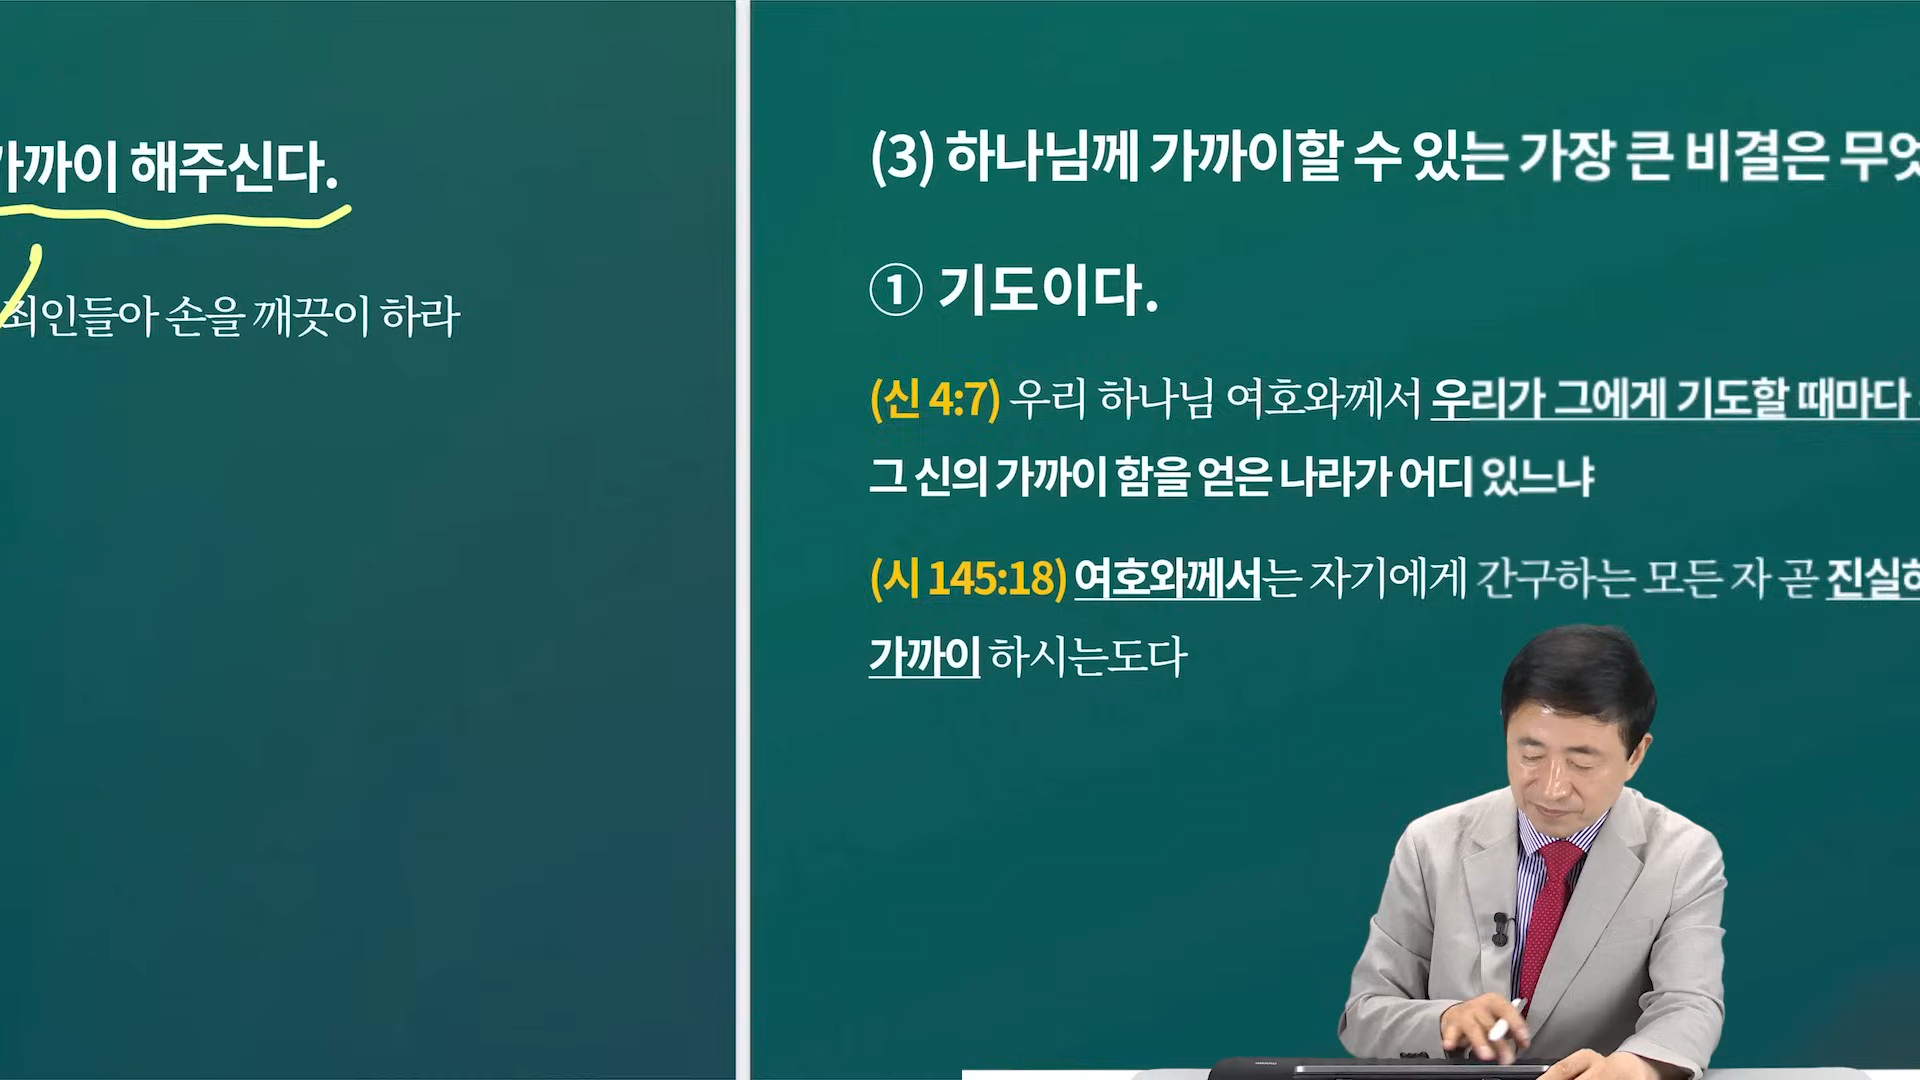 가까이 해주신다.
죄인들아 손을 깨끗이 하라
(3) 하나님께 가까이할 수 있는 가장 큰 비결은
① 기도이다.
(신 4:7) 우리 하나님 여호와께서 우리가 그에게 기도할 때마다
그 신의 가까이 함을 얻은 나라가 어디 있느냐
(시 145:18) 여호와께서는 자기에게 간구하는 모든 자 곧
가까이 하시는도다